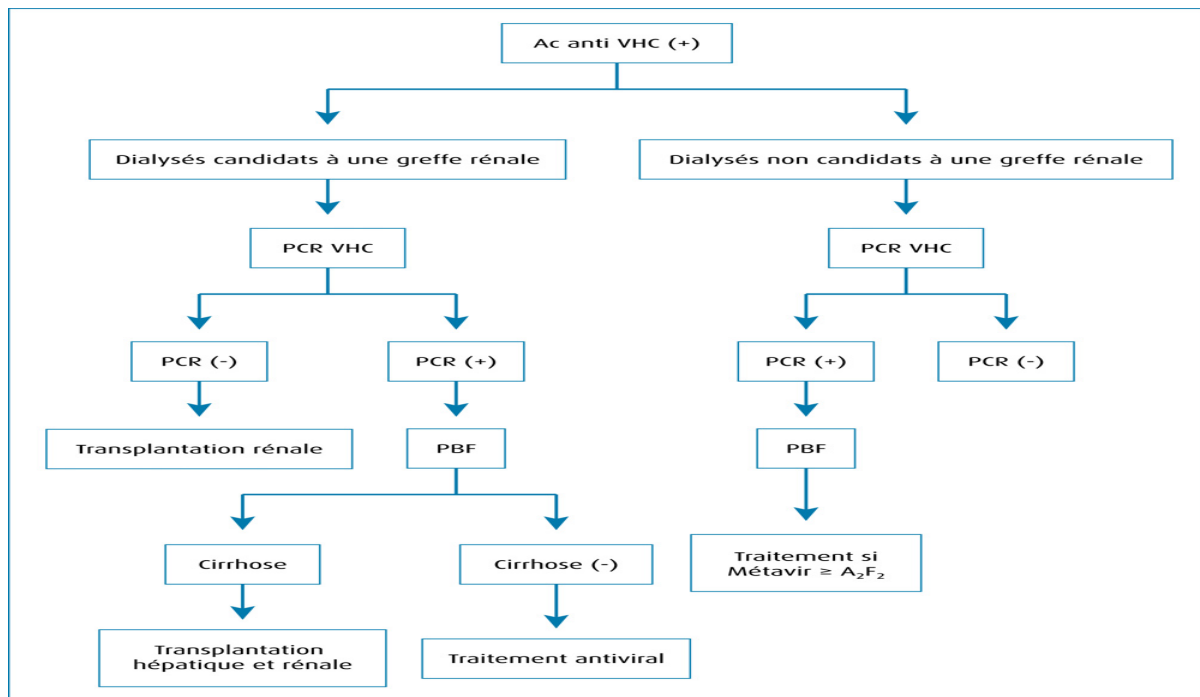 Ac anti VHC (+)
Dialysés candidats à une greffe rénale
Dialysés non candidats à une greffe rénale
PCR VHC
PCR VHC
PCR (-)
PCR (+)
PCR (+)
PCR (-)
Transplantation rénale
PBF
PBF
Cirrhose
Cirrhose (-)
Traitement si
Métavir ≥ A₂F₂
Transplantation
hépatique et rénale
Traitement antiviral